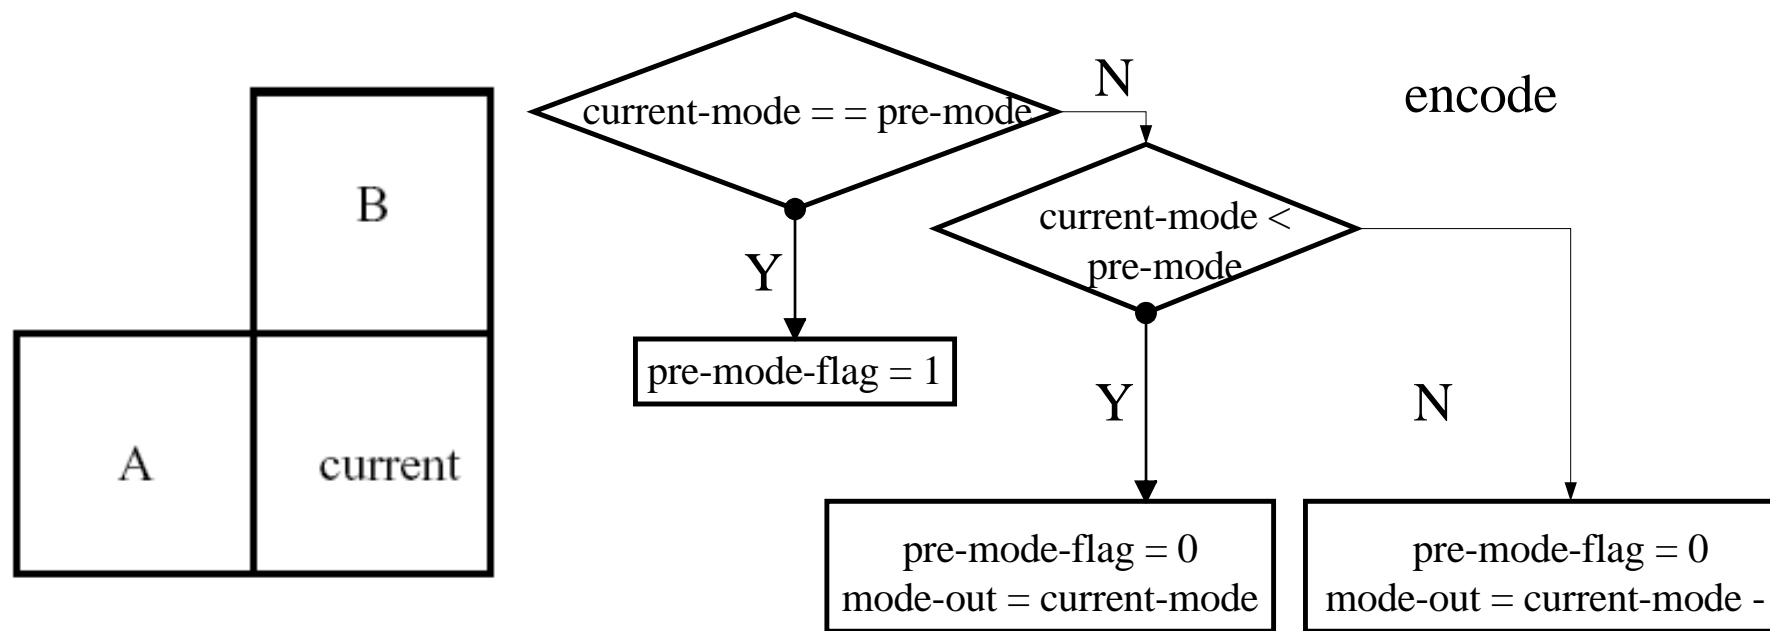 B
A
current
current-mode = = pre-mode
N
encode
current-mode <
pre-mode
Y
pre-mode-flag = 1
Y
N
pre-mode-flag = 0
mode-out = current-mode
pre-mode-flag = 0
mode-out = current-mode -